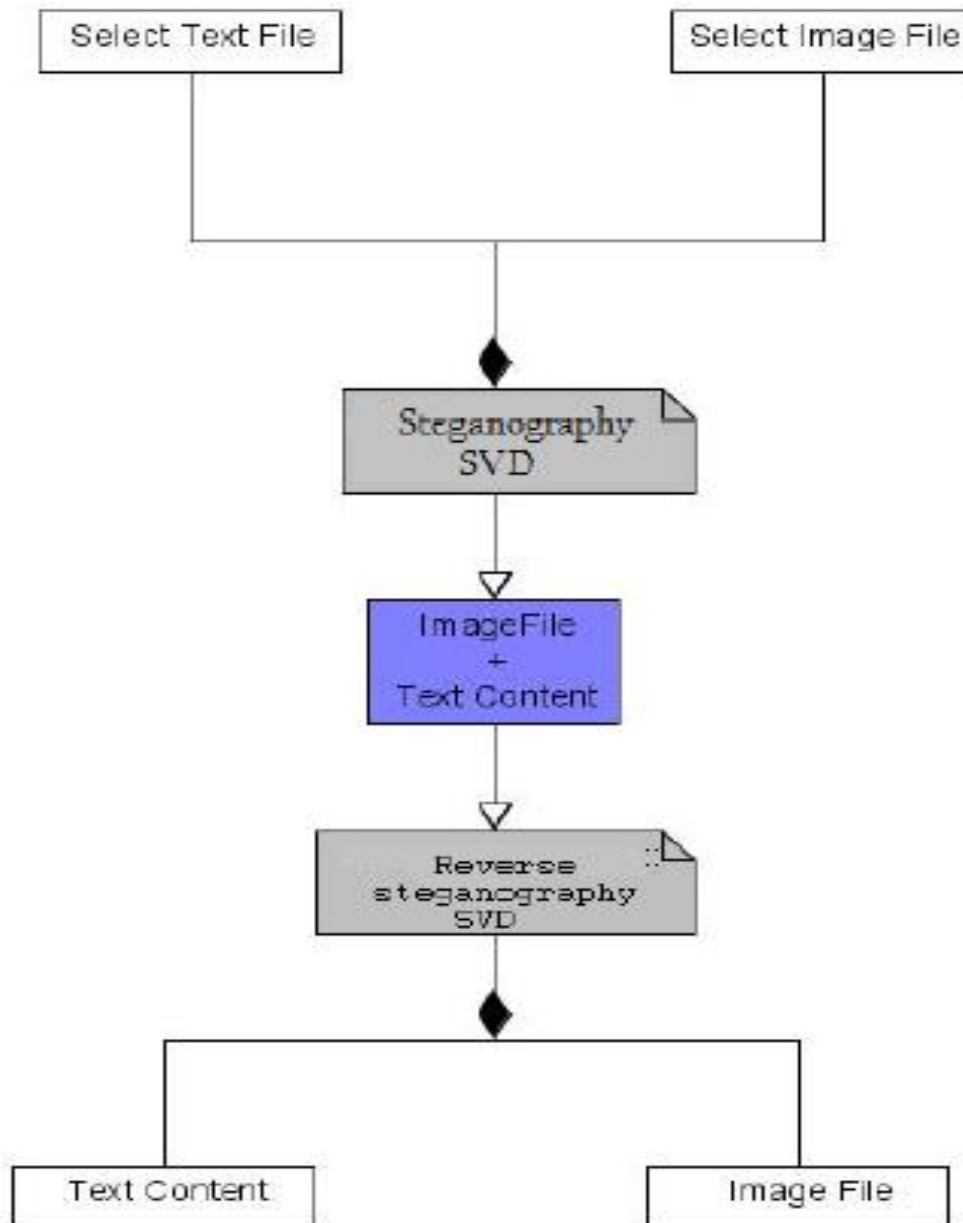 Select Text File
Select Image File
Steganography
SVD
ImageFile
+
Text Content
Reverse
steganography
SVD
Text Content
Image File